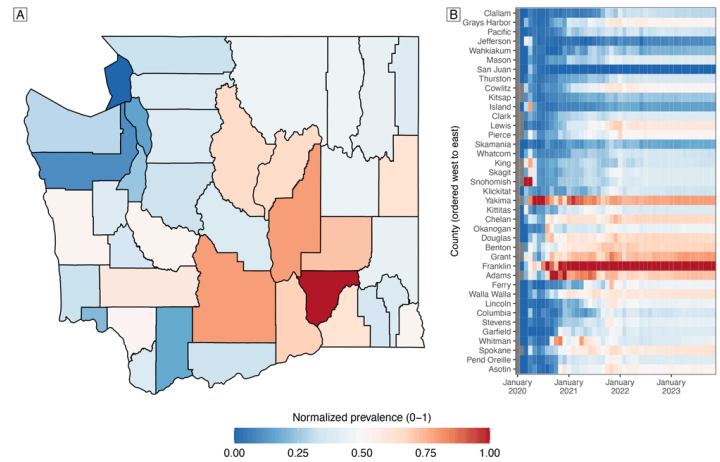 A
B
County (ordered west to east)
Clallam
Grays Harbor
Pacific
Jefferson
Wahkiakum
Mason
San Juan
Thurston
Cowlitz
Kitsap
Island
Clark
Lewis
Pierce
Skamania
Whatcom
King
Skagit
Snohomish
Klickitat
Yakima
Kittitas
Chelan
Okanogan
Douglas
Benton
Grant
Franklin
Adams
Ferry
Walla Walla
Lincoln
Columbia
Stevens
Garfield
Whitman
Spokane
Pend Oreille
Asotin
January 2020
January 2021
January 2022
January 2023
Normalized prevalence (0−1)
0.00 0.25 0.50 0.75 1.00